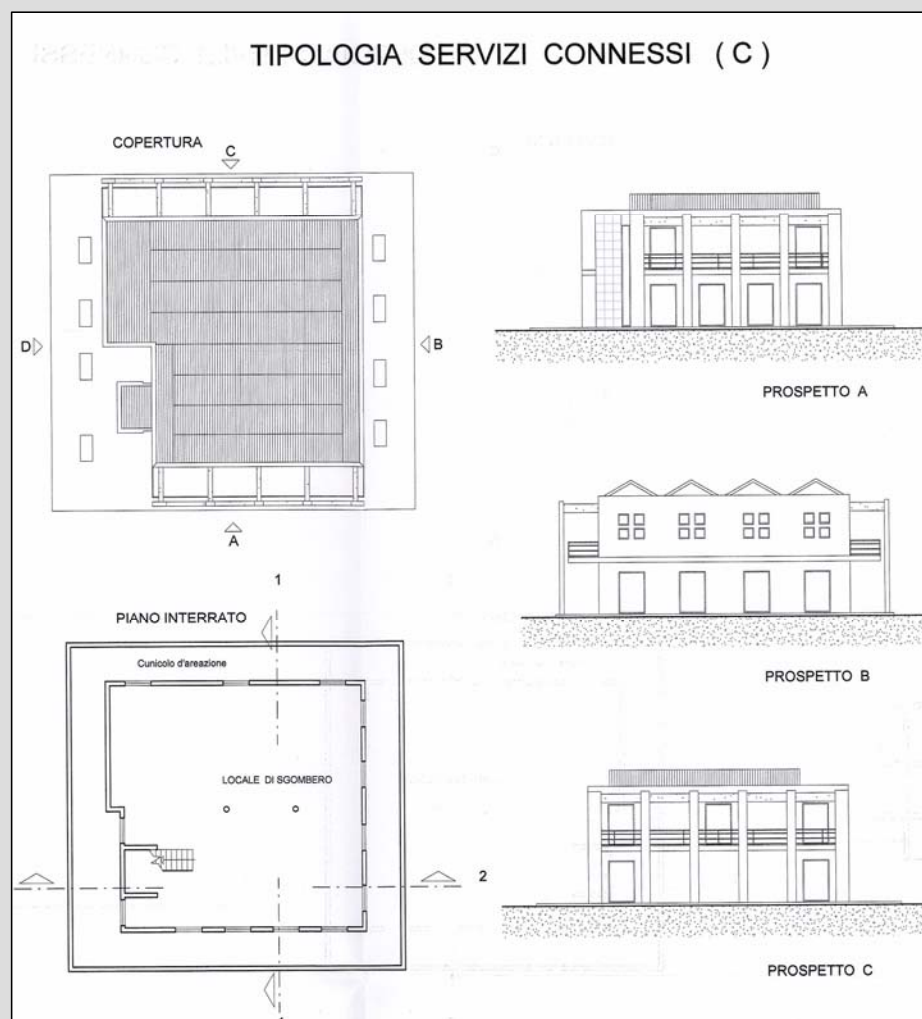 TIPOLOGIA SERVIZI CONNESSI ( C )
COPERTURA
C
D
B
A
PROSPETTO A
PROSPETTO B
1
PIANO INTERRATO
Cunicolo d'areazione
LOCALE DI SGOMBERO
2
PROSPETTO C